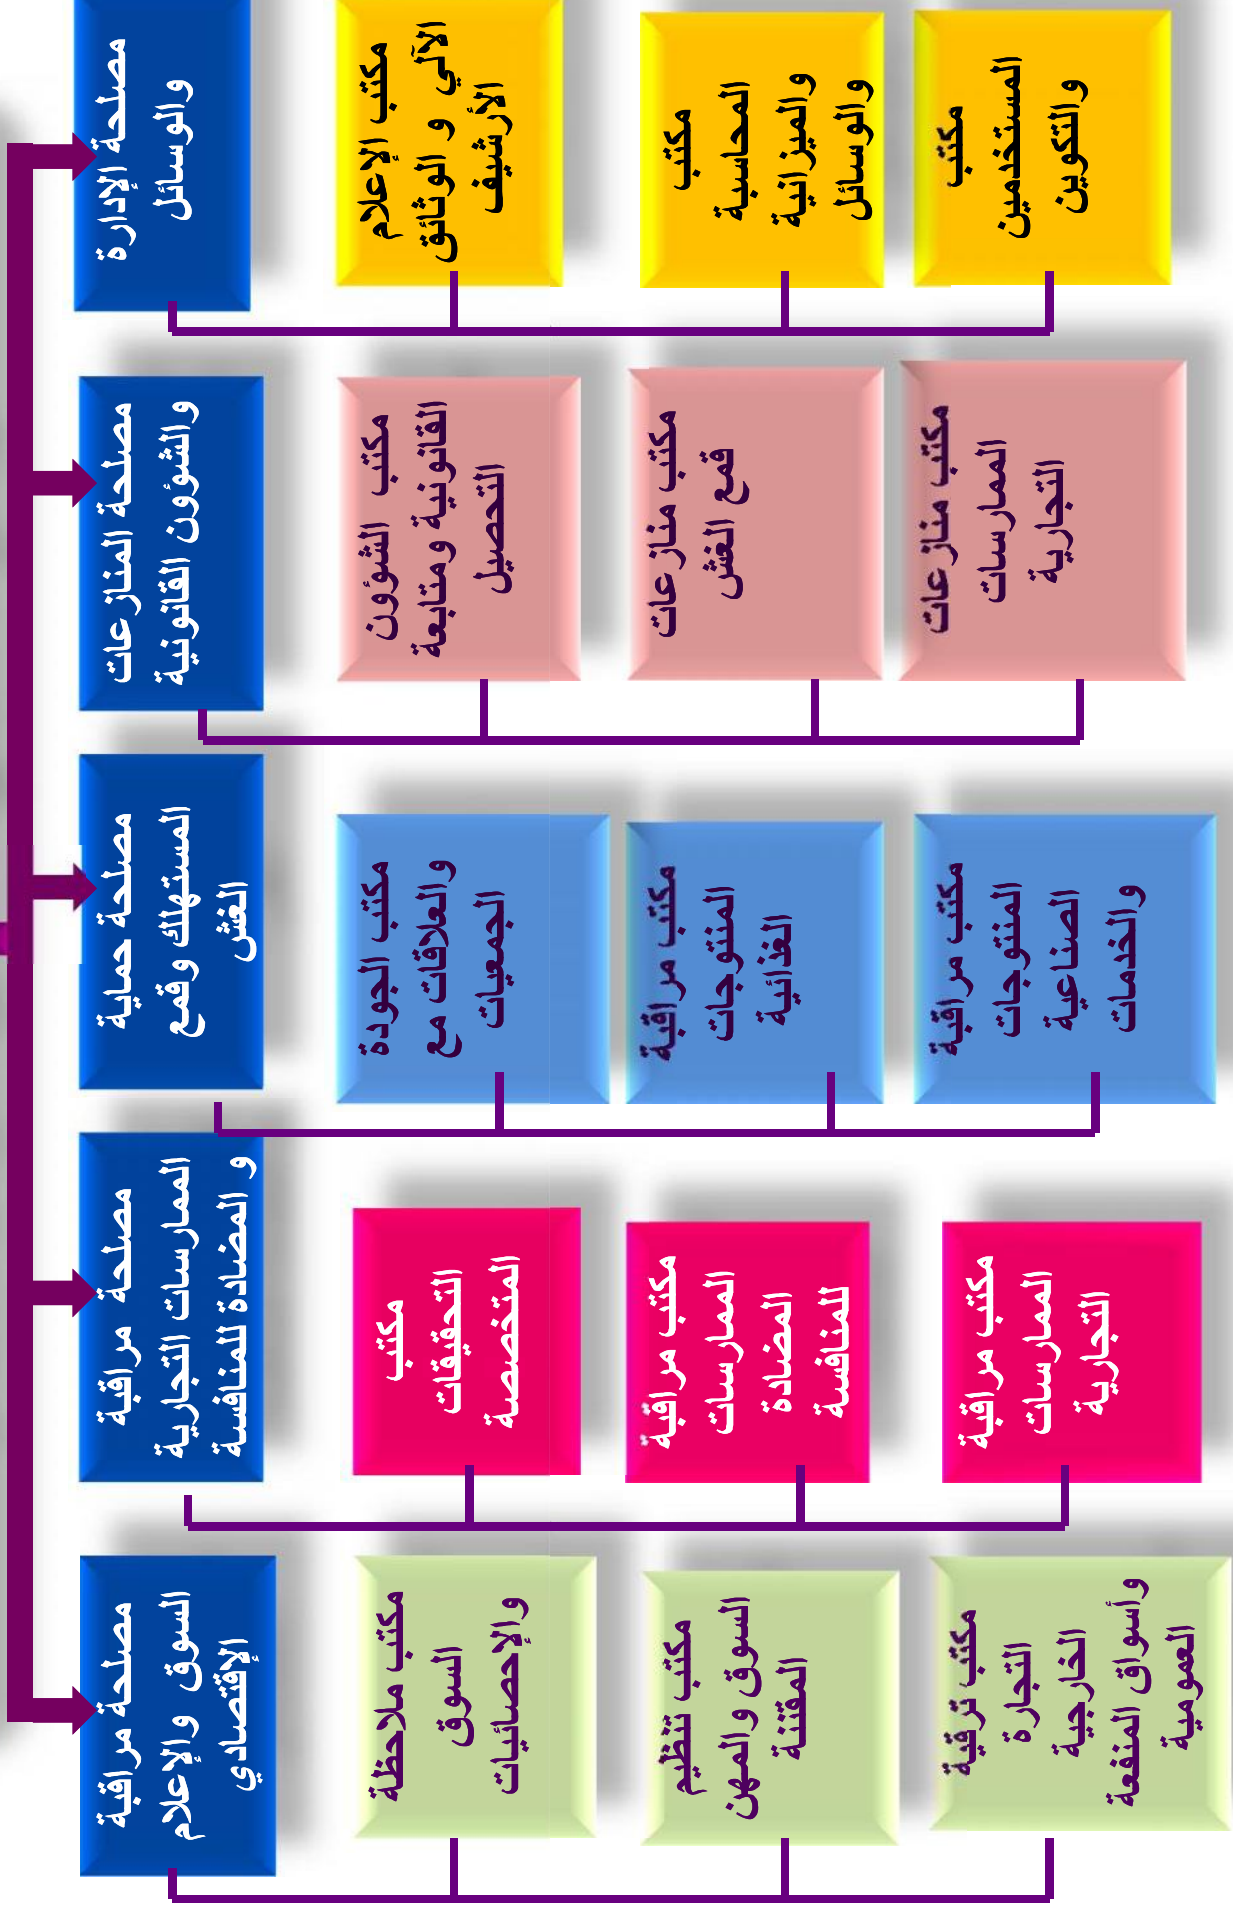 مصلحة الإدارة
والوسائل
مكتب الإعلام
الآلي و الوثائق
الأرشيف
مكتب
المحاسبة
والميزانية
والوسائل
مكتب
المستخدمين
والتكوين
مصلحة المنازعات
والشؤون القانونية
مكتب الشؤون
القانونية ومتابعة
التحصيل
مكتب منازعات
قمع الغش
مكتب منازعات
الممارسات
التجارية
مصلحة حماية
المستهلك وقمع
الغش
مكتب الجودة
والعلاقات مع
الجمعيات
مكتب مراقبة
المنتوجات
الغذائية
مكتب مراقبة
المنتوجات
الصناعية
والخدمات
مصلحة مراقبة
الممارسات التجارية
و المضادة للمنافسة
مكتب
التحقيقات
المتخصصة
مكتب مراقبة
الممارسات
المضادة
للمنافسة
مكتب مراقبة
الممارسات
التجارية
مصلحة مراقبة
السوق والإعلام
الإقتصادي
مكتب ملاحظة
السوق
والإحصائيات
مكتب تنظيم
السوق والمهن
المقننة
مكتب ترقية
التجارة
الخارجية
وأسواق المنفعة
العمومية